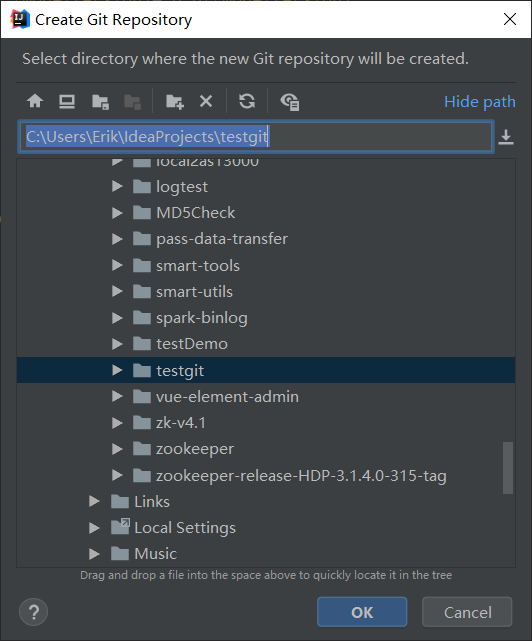 Create Git Repository
Select directory where the new Git repository will be created.
Hide path
C:\Users\Erik\IdeaProjects\testgit
local2as13000
logtest
MD5Check
pass-data-transfer
smart-tools
smart-utils
spark-binlog
testDemo
testgit
vue-element-admin
zk-v4.1
zookeeper
zookeeper-release-HDP-3.1.4.0-315-tag
Links
Local Settings
Music
Drag and drop a file into the space above to quickly locate it in the tree
?
OK
Cancel